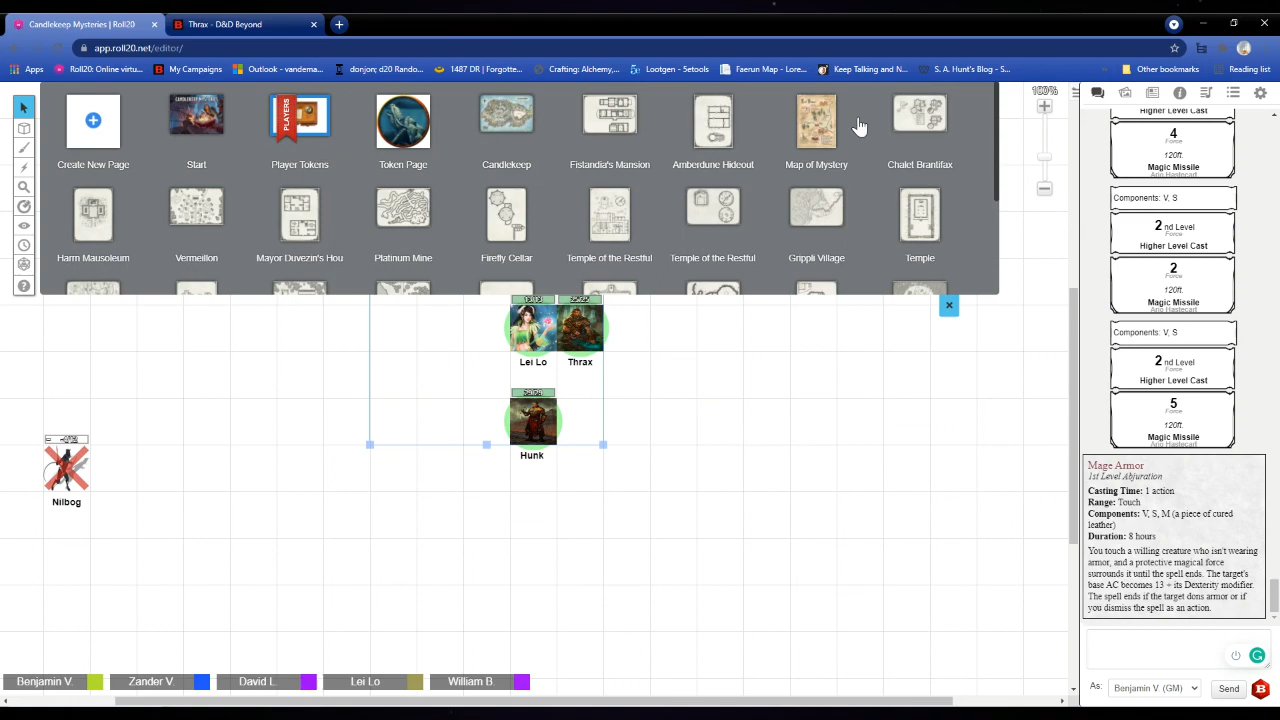 Candlekeep Mysteries | Roll20
Thrax - D&D Beyond
app.roll20.net/editor/
Apps
Roll20: Online virtu...
My Campaigns
Outlook - vandema...
donjon; d20 Rando...
1487 DR | Forgotte...
Crafting: Alchemy,...
Lootgen - 5etools
Faerun Map - Lore...
Keep Talking and N...
S. A. Hunt's Blog - S...
Other bookmarks
Reading list
100%
PLAYERS
Create New Page
Start
Player Tokens
Token Page
Candlekeep
Fistandia's Mansion
Amberdune Hideout
Map of Mystery
Chalet Brantifax
Harm Mausoleum
Vermeillon
Mayor Duvezin's Hou
Platinum Mine
Firefly Cellar
Temple of the Restful
Temple of the Restful
Grippli Village
Temple
Lei Lo
Thrax
Hunk
Nilbog
Higher Level Cast
4
120ft.
Magic Missile
Components: V, S
2 nd Level
Force
Higher Level Cast
2
Force
120ft.
Magic Missile
Components: V, S
2 nd Level
Force
Higher Level Cast
5
Force
120ft.
Magic Missile
Mage Armor
1st Level Abjuration
Casting Time: 1 action
Range: Touch
Components: V, S, M (a piece of cured
leather)
Duration: 8 hours
You touch a willing creature who isn't wearing
armor, and a protective magical force
surrounds it until the spell ends. The target's
base AC becomes 13 + its Dexterity modifier.
The spell ends if the target dons armor or if
you dismiss the spell as an action.
As:
Benjamin V. (GM)
Send
Benjamin V.
Zander V.
David L.
Lei Lo
William B.